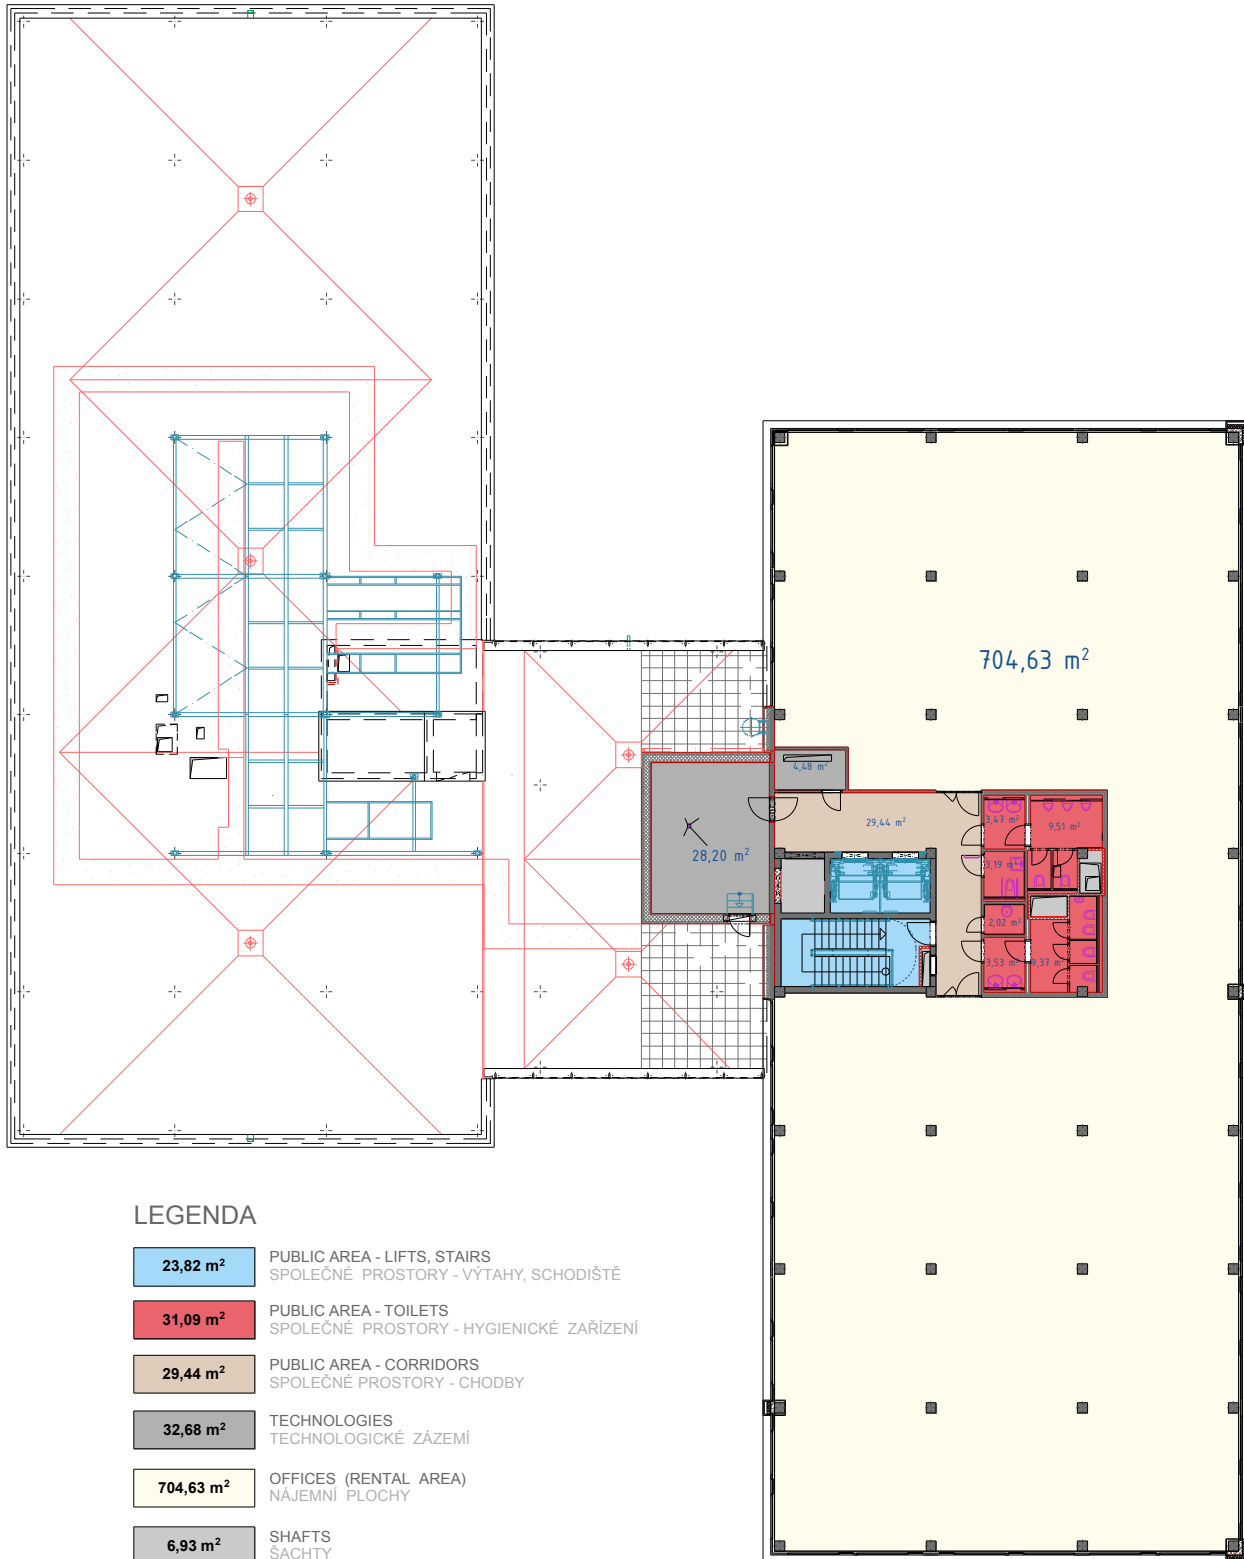 704,63 m²
4,48 m²
29,44 m²
3,47 m²
9,51 m²
28,20 m²
3,19 m²
2,02 m²
3,53 m²
9,37 m²
LEGENDA
23,82 m²
PUBLIC AREA - LIFTS, STAIRS
SPOLEČNÉ PROSTORY - VÝTAHY, SCHODIŠTĚ
31,09 m²
PUBLIC AREA - TOILETS
SPOLEČNÉ PROSTORY - HYGIENICKÉ ZAŘÍZENÍ
29,44 m²
PUBLIC AREA - CORRIDORS
SPOLEČNÉ PROSTORY - CHODBY
32,68 m²
TECHNOLOGIES
TECHNOLOGICKÉ ZÁZEMÍ
704,63 m²
OFFICES (RENTAL AREA)
NÁJEMNÍ PLOCHY
6,93 m²
SHAFTS
ŠACHTY